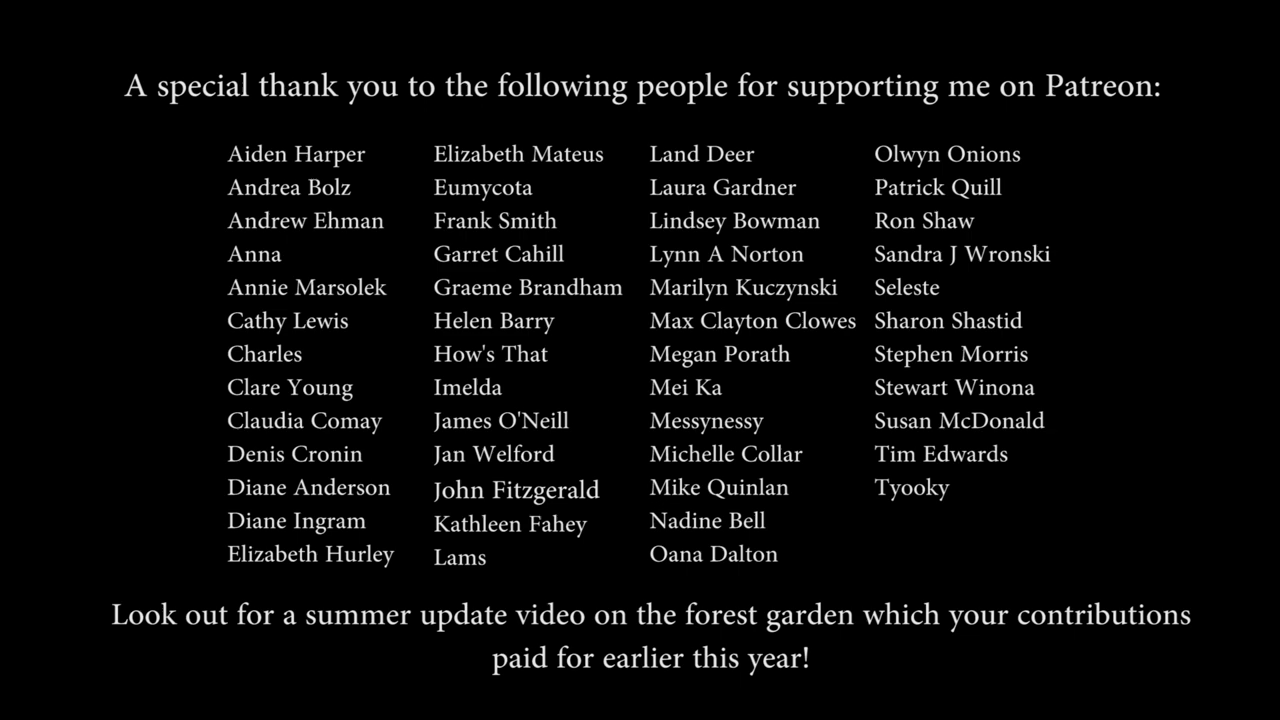 A special thank you to the following people for supporting me on Patreon:
Aiden Harper
Andrea Bolz
Andrew Ehman
Anna
Annie Marsolek
Cathy Lewis
Charles
Clare Young
Claudia Comay
Denis Cronin
Diane Anderson
Diane Ingram
Elizabeth Hurley
Elizabeth Mateus
Eumycota
Frank Smith
Garret Cahill
Graeme Brandham
Helen Barry
How's That
Imelda
James O'Neill
Jan Welford
John Fitzgerald
Kathleen Fahey
Lams
Land Deer
Laura Gardner
Lindsey Bowman
Lynn A Norton
Marilyn Kuczynski
Max Clayton Clowes
Megan Porath
Mei Ka
Messynessy
Michelle Collar
Mike Quinlan
Nadine Bell
Oana Dalton
Olwyn Onions
Patrick Quill
Ron Shaw
Sandra J Wronski
Seleste
Sharon Shastid
Stephen Morris
Stewart Winona
Susan McDonald
Tim Edwards
Tyooky
Look out for a summer update video on the forest garden which your contributions
paid for earlier this year!